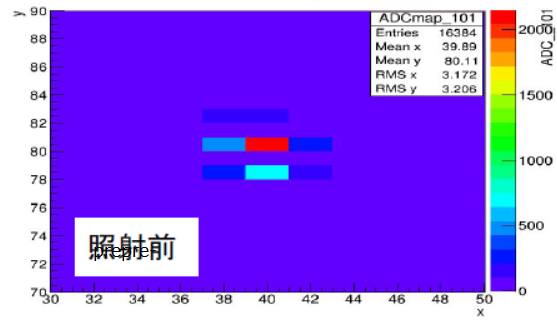 y
90
88
86
84
82
80
78
76
74
72
70
30 32 34 36 38 40 42 44 46 48 50
x
ADCmap_101
Entries 16384
Mean x 39.89
Mean y 80.11
RMS x 3.172
RMS y 3.206
2000
1500
1000
500
0
ADC_101
照射前